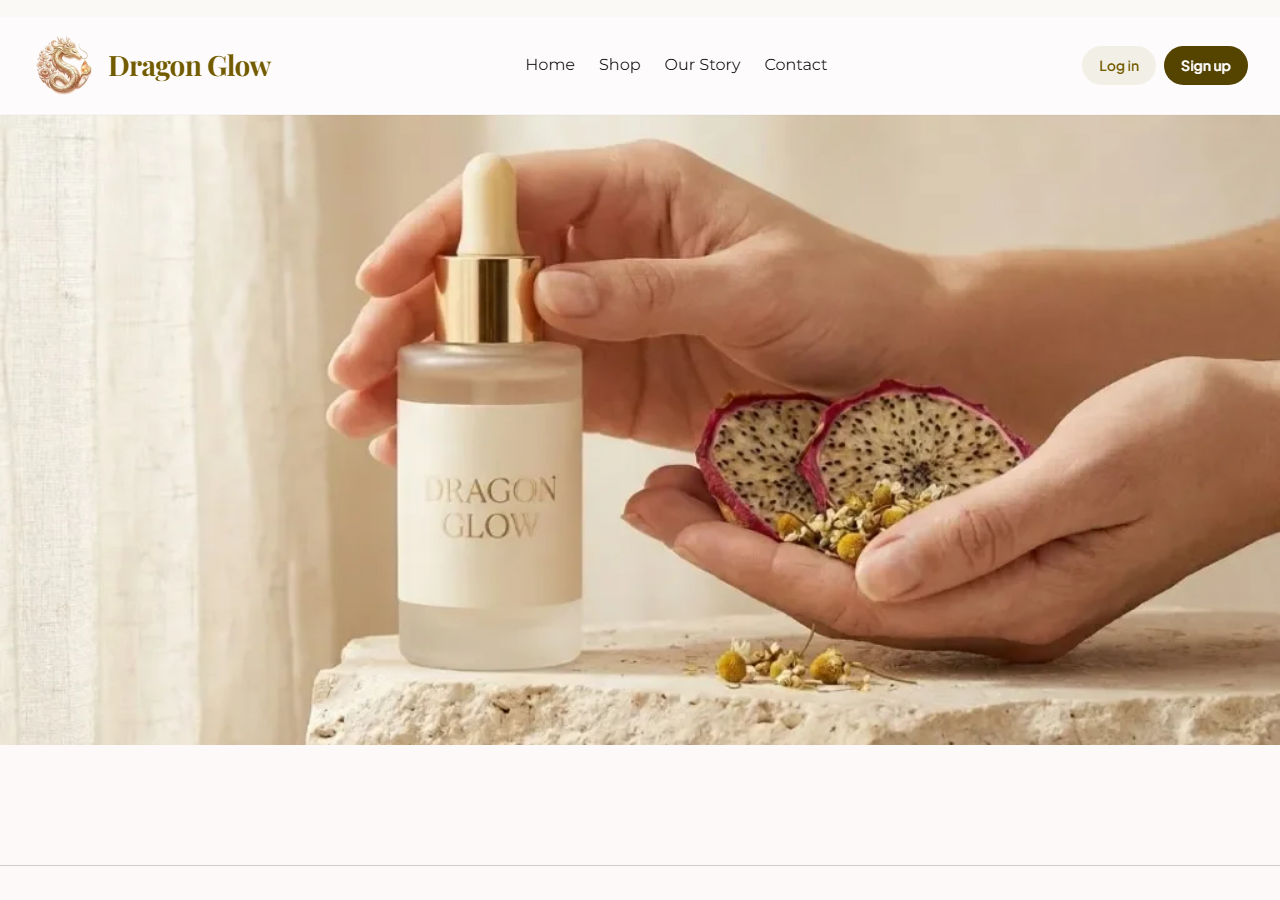 Dragon Glow
Home
Shop
Our Story
Contact
Log in
Sign up
DRAGON
GLOW